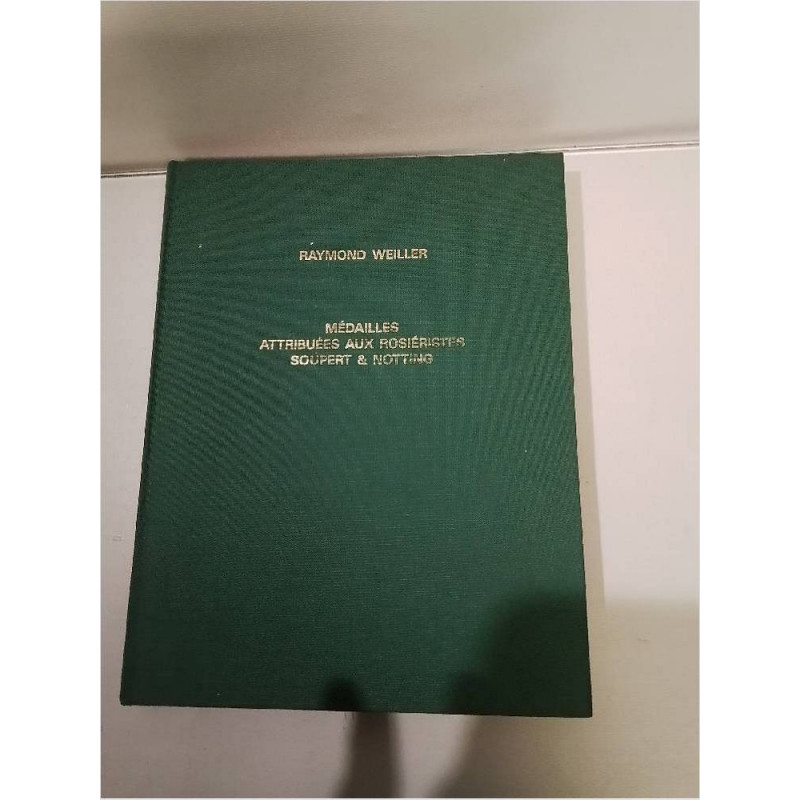 RAYMOND WEILLER
MÉDAILLES
ATTRIBUÉES AUX ROSIÉRISTES
SOUPERT & NOTTING